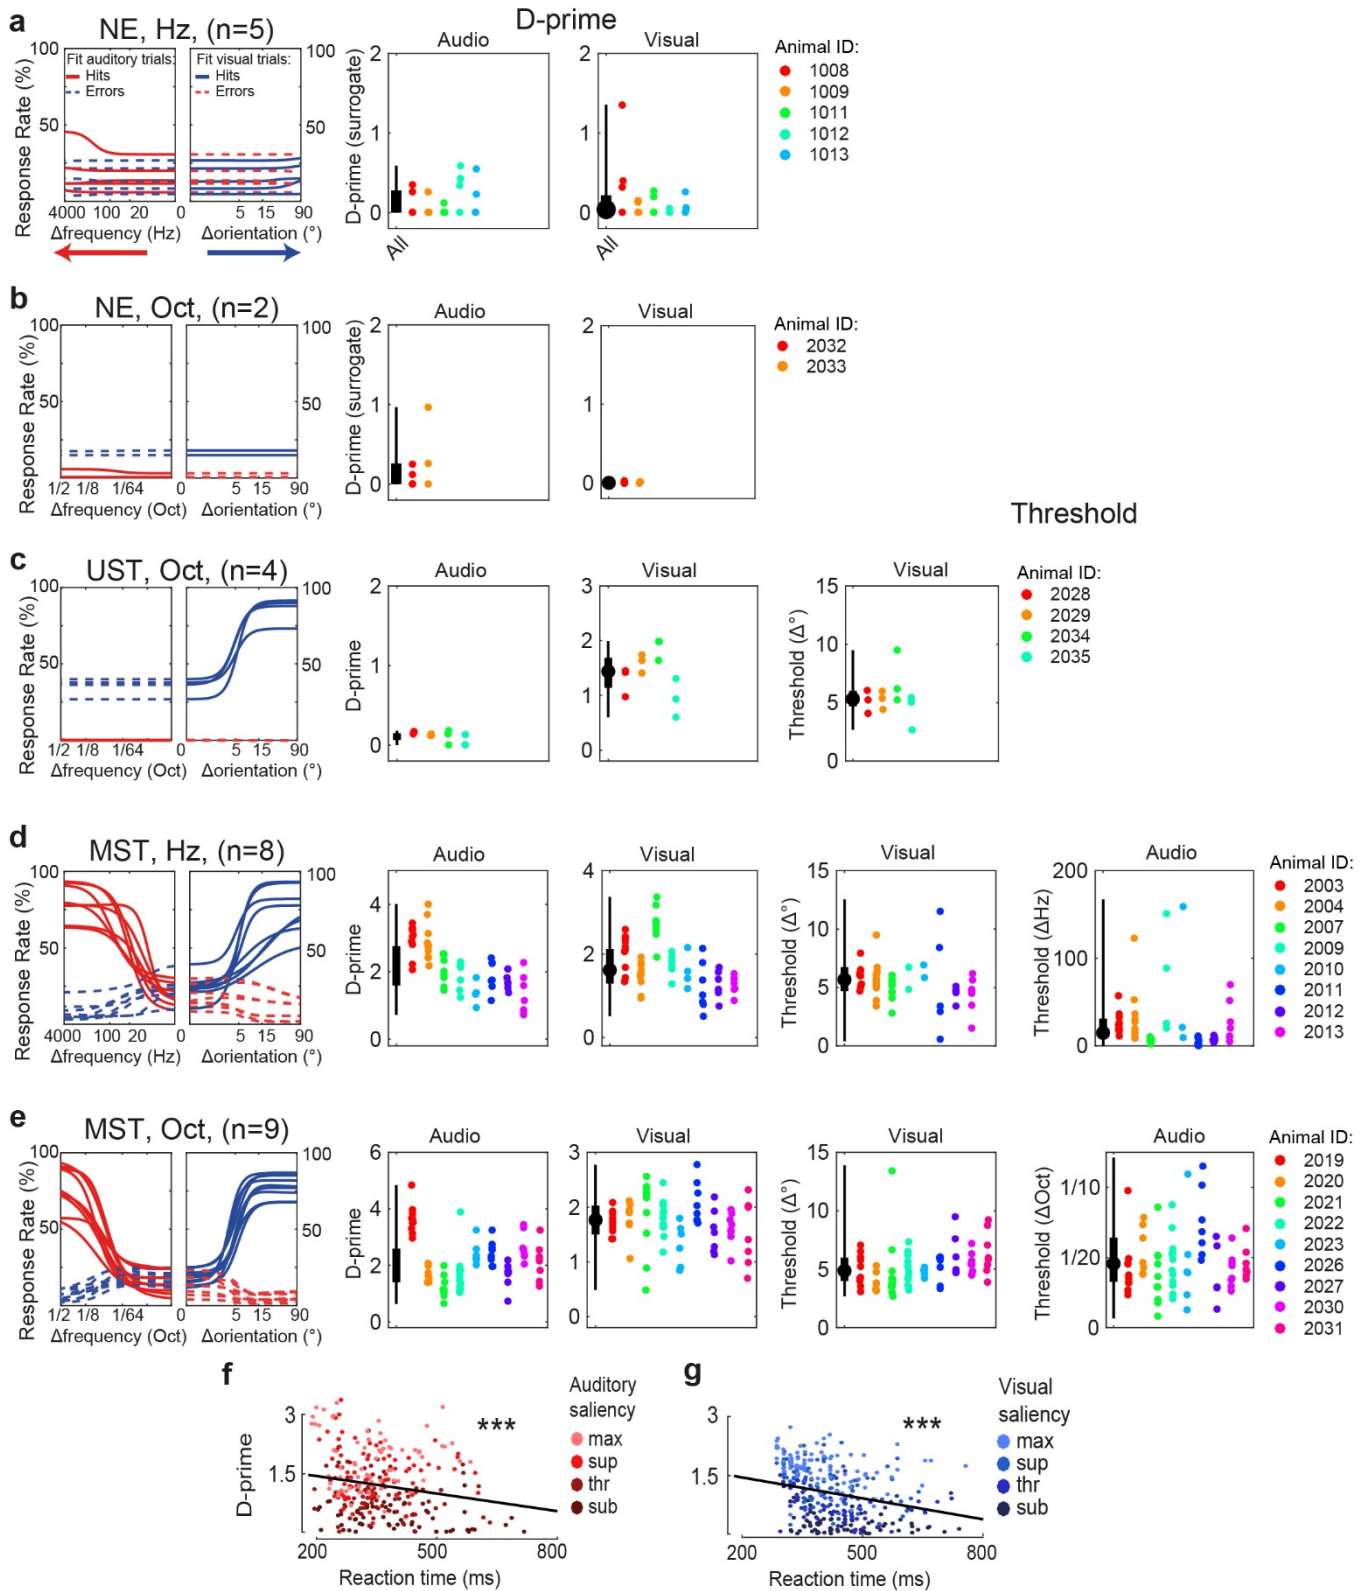 a
NE, Hz, (n=5)
D-prime
Response Rate (%)
100
50
Fit auditory trials:
Hits
Errors
Fit visual trials:
Hits
Errors
100
50
4000 100 20 0
5 15 90
Δfrequency (Hz)
Δorientation (°)
Audio
D-prime (surrogate)
2
1
0
All
Visual
2
1
0
All
Animal ID:
1008
1009
1011
1012
1013
b
NE, Oct, (n=2)
Response Rate (%)
100
50
100
50
1/2 1/8 1/64 0
5 15 90
Δfrequency (Oct)
Δorientation (°)
Audio
D-prime (surrogate)
2
1
0
Visual
2
1
0
Animal ID:
2032
2033
Threshold
c
UST, Oct, (n=4)
Response Rate (%)
100
50
100
50
1/2 1/8 1/64 0
5 15 90
Δfrequency (Oct)
Δorientation (°)
Audio
D-prime
2
1
0
Visual
3
2
1
0
Visual
Threshold (Δ°)
15
10
5
0
Animal ID:
2028
2029
2034
2035
d
MST, Hz, (n=8)
Response Rate (%)
100
50
100
50
4000 100 20 0
5 15 90
Δfrequency (Hz)
Δorientation (°)
Audio
D-prime
4
2
0
Visual
4
2
0
Visual
Threshold (Δ°)
15
10
5
0
Audio
Threshold (ΔHz)
200
100
0
Animal ID:
2003
2004
2007
2009
2010
2011
2012
2013
e
MST, Oct, (n=9)
Response Rate (%)
100
50
100
50
1/2 1/8 1/64 0
5 15 90
Δfrequency (Oct)
Δorientation (°)
Audio
D-prime
6
4
2
0
Visual
3
2
1
0
Visual
Threshold (Δ°)
15
10
5
0
Audio
Threshold (ΔOct)
1/10
1/20
0
Animal ID:
2019
2020
2021
2022
2023
2026
2027
2030
2031
f
D-prime
3
1.5
***
200 500 800
Reaction time (ms)
Auditory
saliency
max
sup
thr
sub
g
3
1.5
***
200 500 800
Reaction time (ms)
Visual
saliency
max
sup
thr
sub